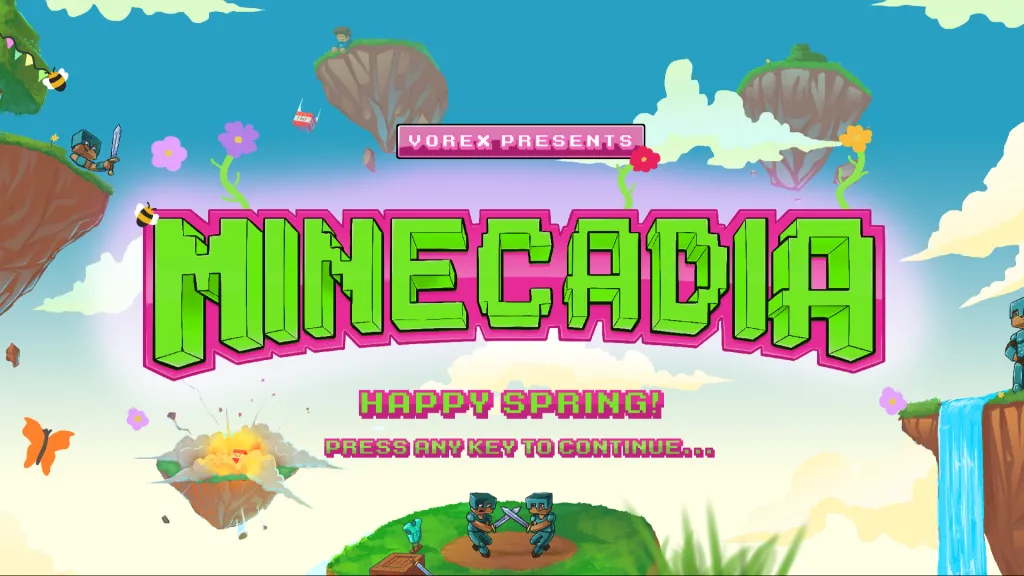 VOREX PRESENTS
MINECADIA
HAPPY SPRING!
PRESS ANY KEY TO CONTINUE...